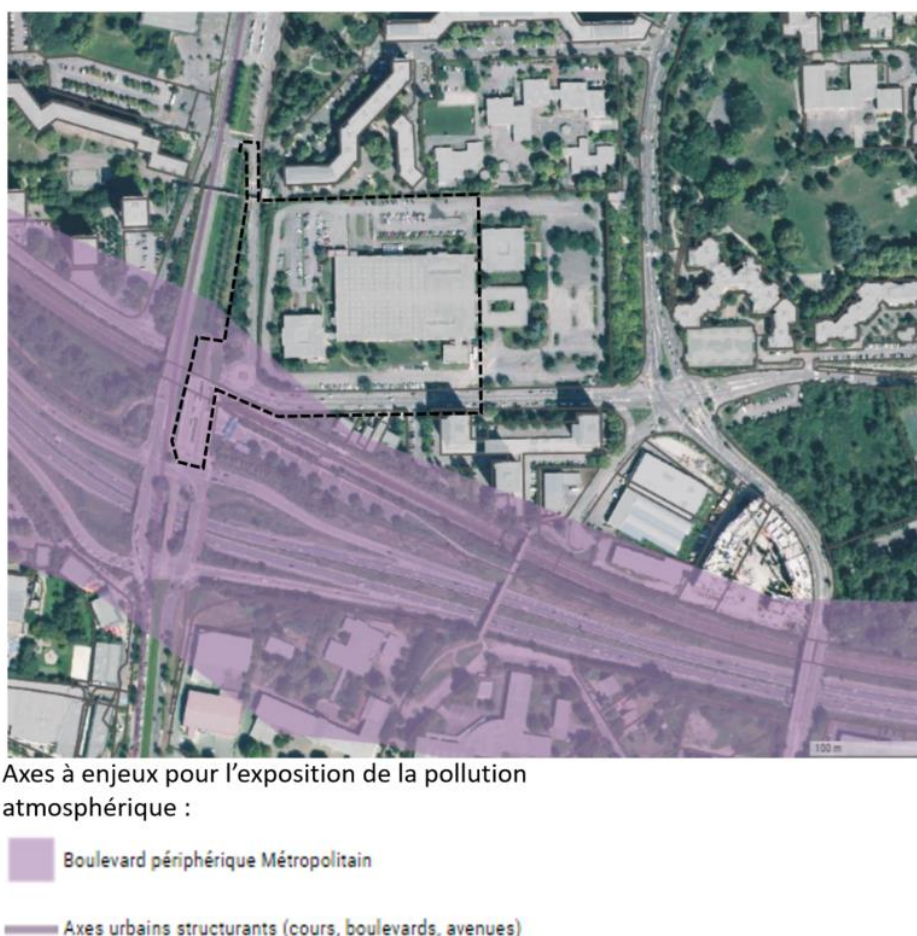 100 m
Axes à enjeux pour l’exposition de la pollution
atmosphérique :
Boulevard périphérique Métropolitain
Axes urbains structurants (cours, boulevards, avenues)